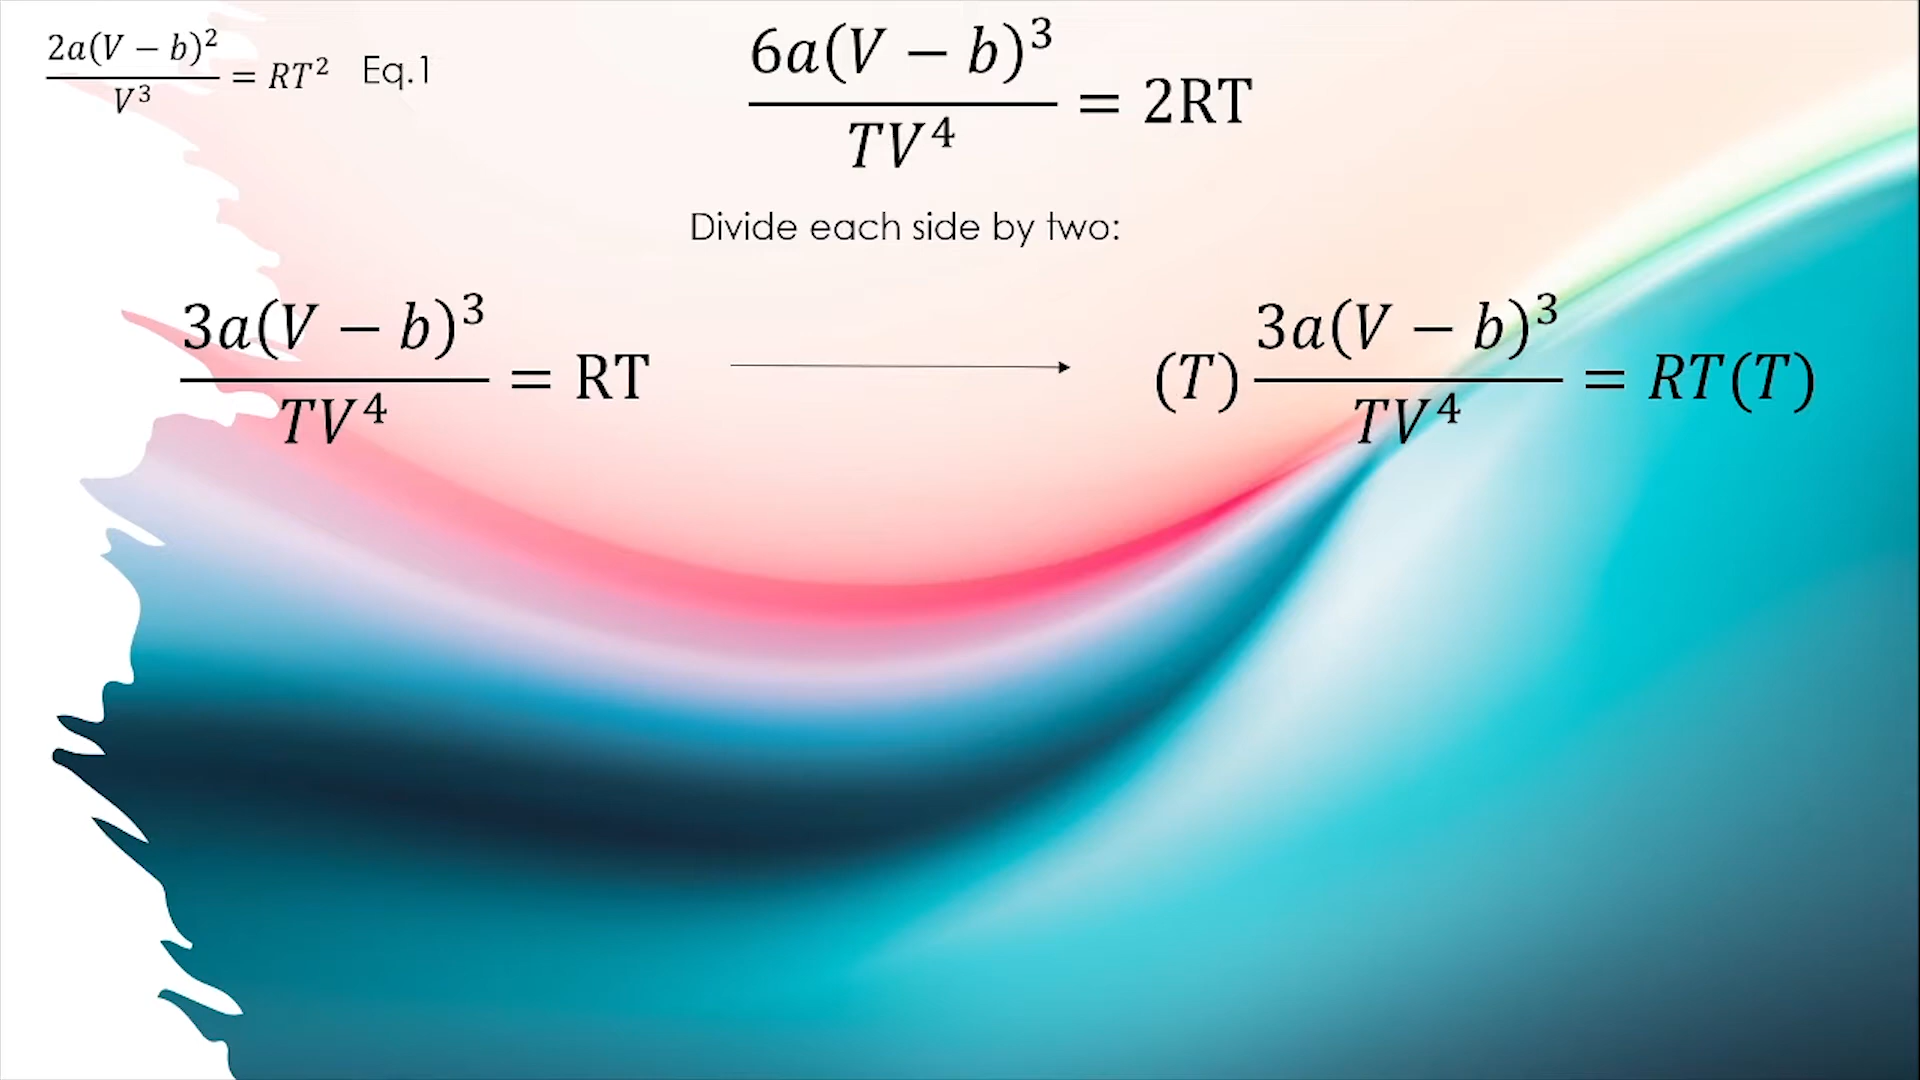 2a(V − b)² / V³ = RT² Eq.1
6a(V − b)³ / TV⁴ = 2RT
Divide each side by two:
3a(V − b)³ / TV⁴ = RT
(T) 3a(V − b)³ / TV⁴ = RT(T)